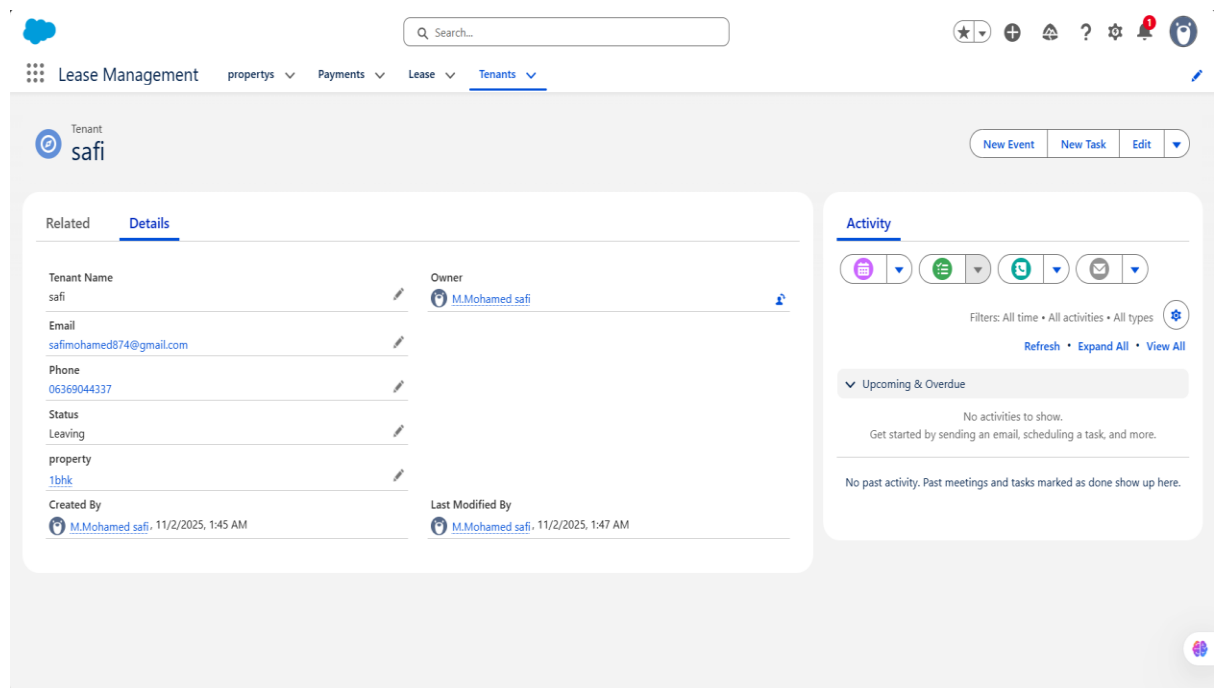 Search...
1
Lease Management propertys Payments Lease Tenants
Tenant
safi
New Event New Task Edit
Related Details
Tenant Name
safi
Owner
M.Mohamed safi
Email
safimohamed874@gmail.com
Phone
06369044337
Status
Leaving
property
1bhk
Created By
M.Mohamed safi, 11/2/2025, 1:45 AM
Last Modified By
M.Mohamed safi, 11/2/2025, 1:47 AM
Activity
Filters: All time • All activities • All types
Refresh • Expand All • View All
Upcoming & Overdue
No activities to show.
Get started by sending an email, scheduling a task, and more.
No past activity. Past meetings and tasks marked as done show up here.